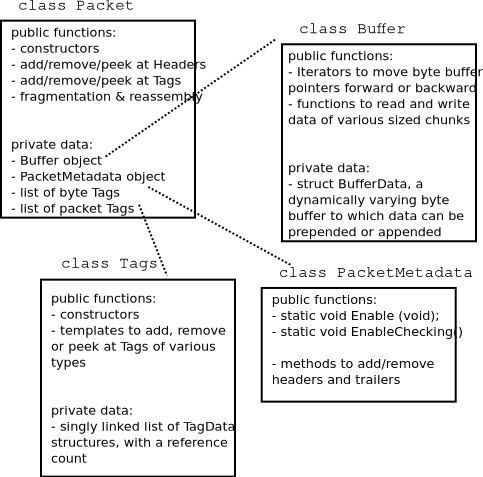 class Packet
public functions:
- constructors
- add/remove/peek at Headers
- add/remove/peek at Tags
- fragmentation & reassembly
private data:
- Buffer object
- PacketMetadata object
- list of byte Tags
- list of packet Tags
class Buffer
public functions:
- Iterators to move byte buffer
pointers forward or backward
- functions to read and write
data of various sized chunks
private data:
- struct BufferData, a
dynamically varying byte
buffer to which data can be
prepended or appended
class Tags
public functions:
- constructors
- templates to add, remove
or peek at Tags of various
types
private data:
- singly linked list of TagData
structures, with a reference
count
class PacketMetadata
public functions:
- static void Enable (void);
- static void EnableChecking()
- methods to add/remove
headers and trailers